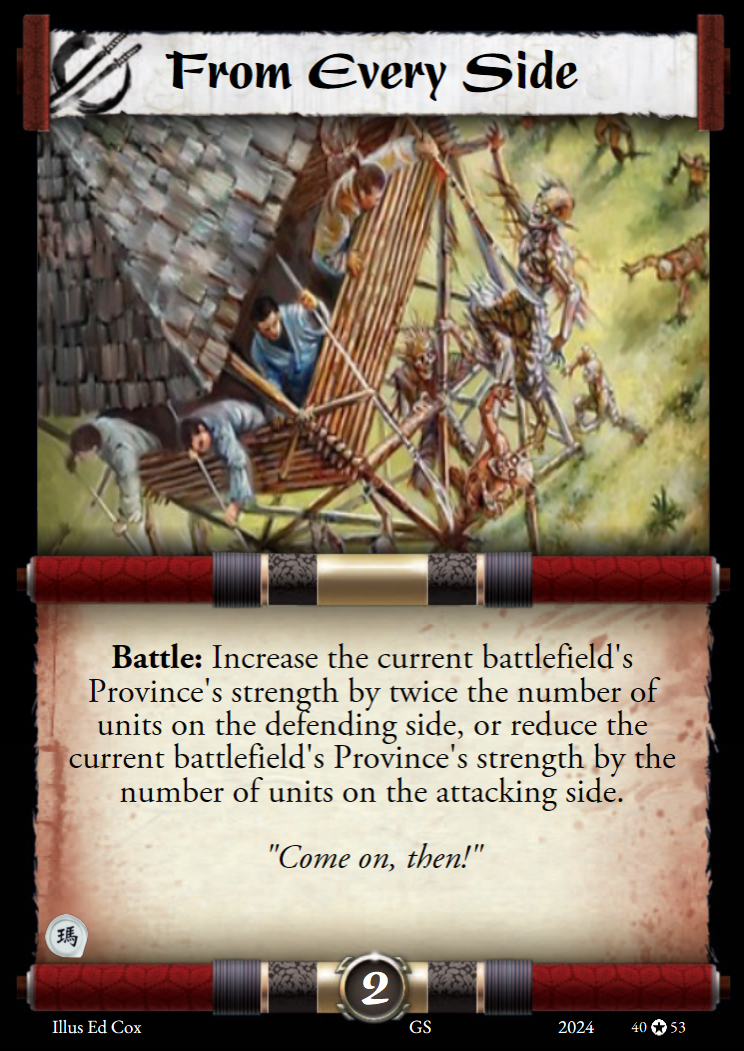 From Every Side
Battle: Increase the current battlefield's
Province's strength by twice the number of
units on the defending side, or reduce the
current battlefield's Province's strength by the
number of units on the attacking side.
"Come on, then!"
瑪
2
Illus Ed Cox GS 2024 40 ✪ 53